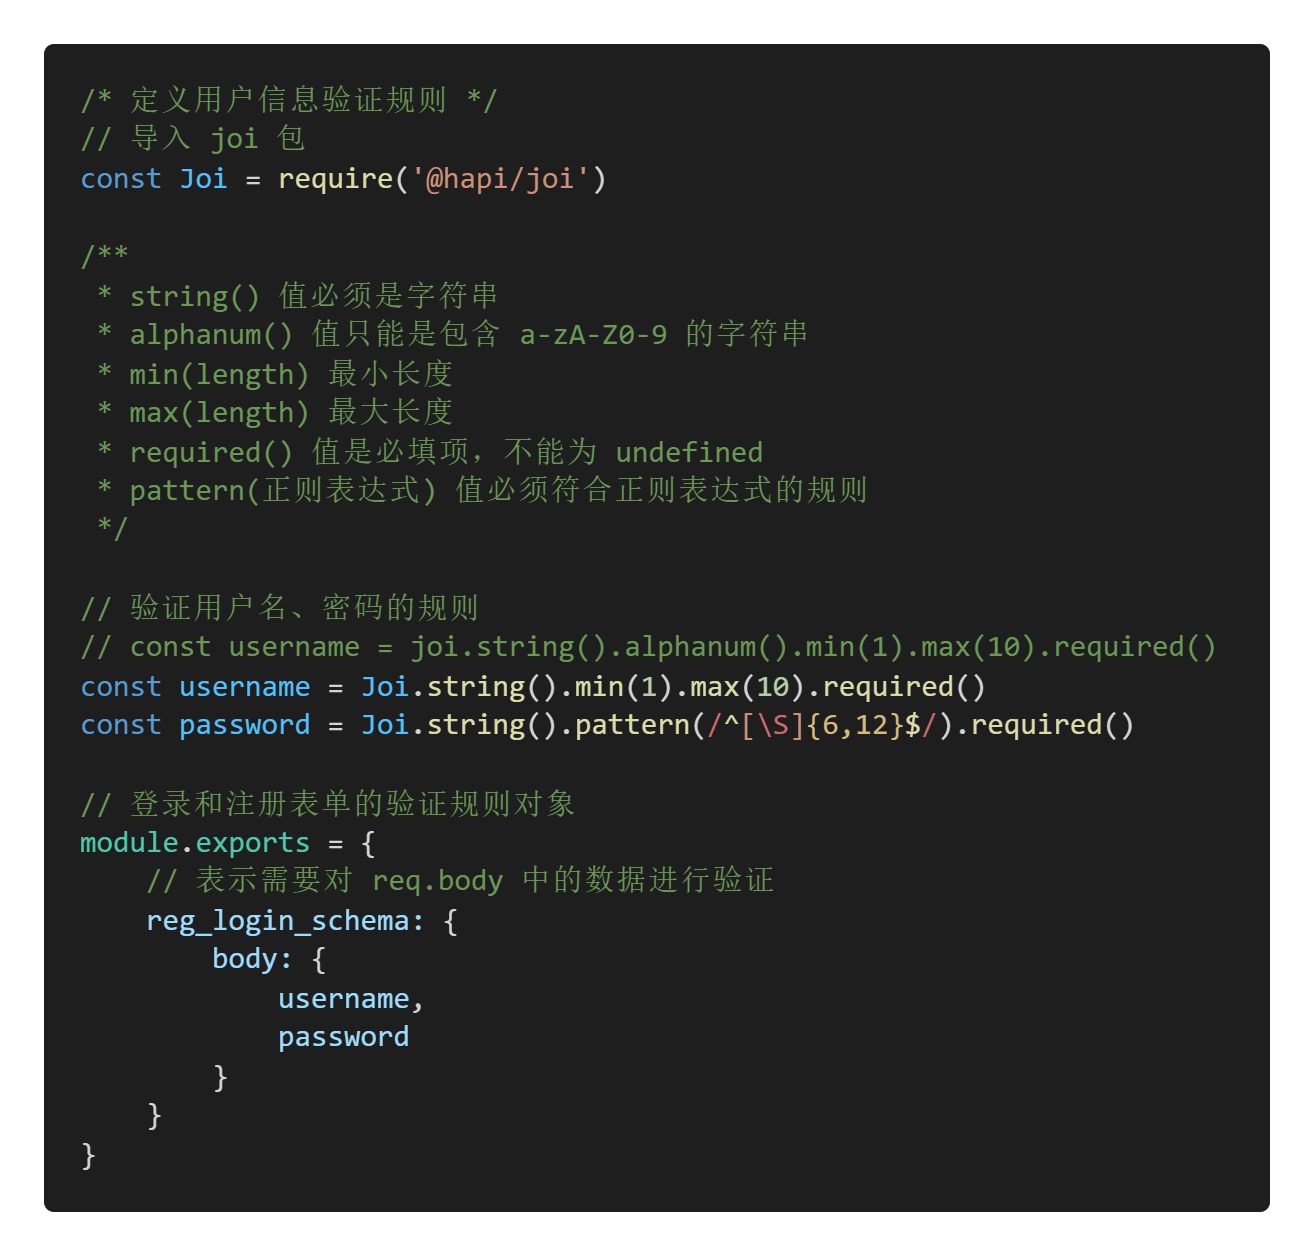 /* 定义用户信息验证规则 */
// 导入 joi 包
const Joi = require('@hapi/joi')

/**
 * string() 值必须是字符串
 * alphanum() 值只能是包含 a-zA-Z0-9 的字符串
 * min(length) 最小长度
 * max(length) 最大长度
 * required() 值是必填项，不能为 undefined
 * pattern(正则表达式) 值必须符合正则表达式的规则
 */

// 验证用户名、密码的规则
// const username = joi.string().alphanum().min(1).max(10).required()
const username = Joi.string().min(1).max(10).required()
const password = Joi.string().pattern(/^[\S]{6,12}$/).required()

// 登录和注册表单的验证规则对象
module.exports = {
    // 表示需要对 req.body 中的数据进行验证
    reg_login_schema: {
        body: {
            username,
            password
        }
    }
}